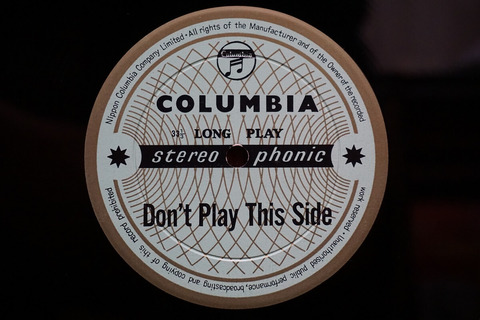 Nippon Columbia Company Limited · All rights of the Manufacturer and of the Owner of the recorded
work reserved · Unauthorised public performance, broadcasting and copying of this record prohibited
Columbia
COLUMBIA
33⅓ LONG PLAY
stereo phonic
Don't Play This Side